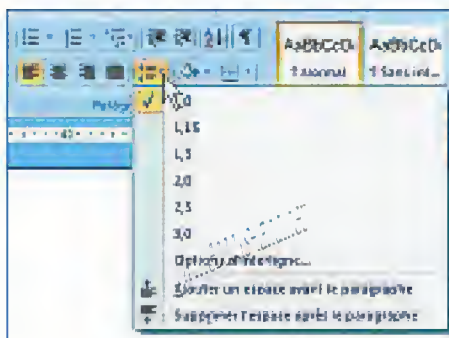 AaBbCcDc AaBbCcDc
¶ Normal ¶ Sans int...
1,0
1,15
1,5
2,0
2,5
3,0
Options d'interligne...
Ajouter un espace avant le paragraphe
Supprimer l'espace après le paragraphe